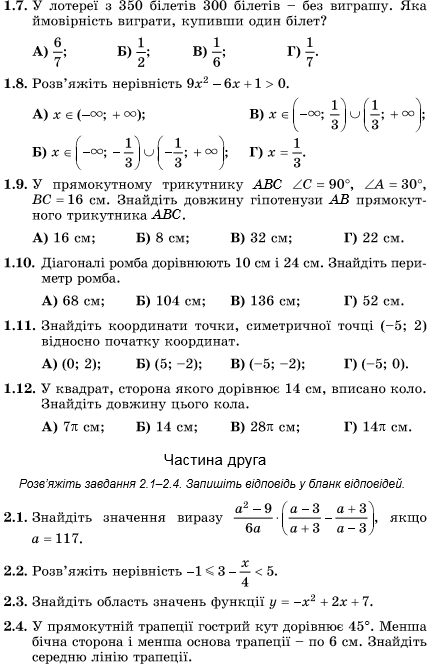 1.7. У лотереї з 350 білетів 300 білетів – без виграшу. Яка
ймовірність виграти, купивши один білет?
А) 6/7; Б) 1/2; В) 1/6; Г) 1/7.
1.8. Розв’яжіть нерівність 9x² – 6x + 1 > 0.
А) x ∈ (–∞; +∞); В) x ∈ (–∞; 1/3) ∪ (1/3; +∞);
Б) x ∈ (–∞; –1/3) ∪ (–1/3; +∞); Г) x = 1/3.
1.9. У прямокутному трикутнику ABC ∠C = 90°, ∠A = 30°,
BC = 16 см. Знайдіть довжину гіпотенузи AB прямокут-
ного трикутника ABC.
А) 16 см; Б) 8 см; В) 32 см; Г) 22 см.
1.10. Діагоналі ромба дорівнюють 10 см і 24 см. Знайдіть пери-
метр ромба.
А) 68 см; Б) 104 см; В) 136 см; Г) 52 см.
1.11. Знайдіть координати точки, симетричної точці (–5; 2)
відносно початку координат.
А) (0; 2); Б) (5; –2); В) (–5; –2); Г) (–5; 0).
1.12. У квадрат, сторона якого дорівнює 14 см, вписано коло.
Знайдіть довжину цього кола.
А) 7π см; Б) 14 см; В) 28π см; Г) 14π см.
Частина друга
Розв’яжіть завдання 2.1–2.4. Запишіть відповідь у бланк відповідей.
2.1. Знайдіть значення виразу (a² – 9)/(6a) · ((a – 3)/(a + 3) – (a + 3)/(a – 3)), якщо
a = 117.
2.2. Розв’яжіть нерівність –1 ⩽ 3 – x/4 < 5.
2.3. Знайдіть область значень функції y = –x² + 2x + 7.
2.4. У прямокутній трапеції гострий кут дорівнює 45°. Менша
бічна сторона і менша основа трапеції – по 6 см. Знайдіть
середню лінію трапеції.